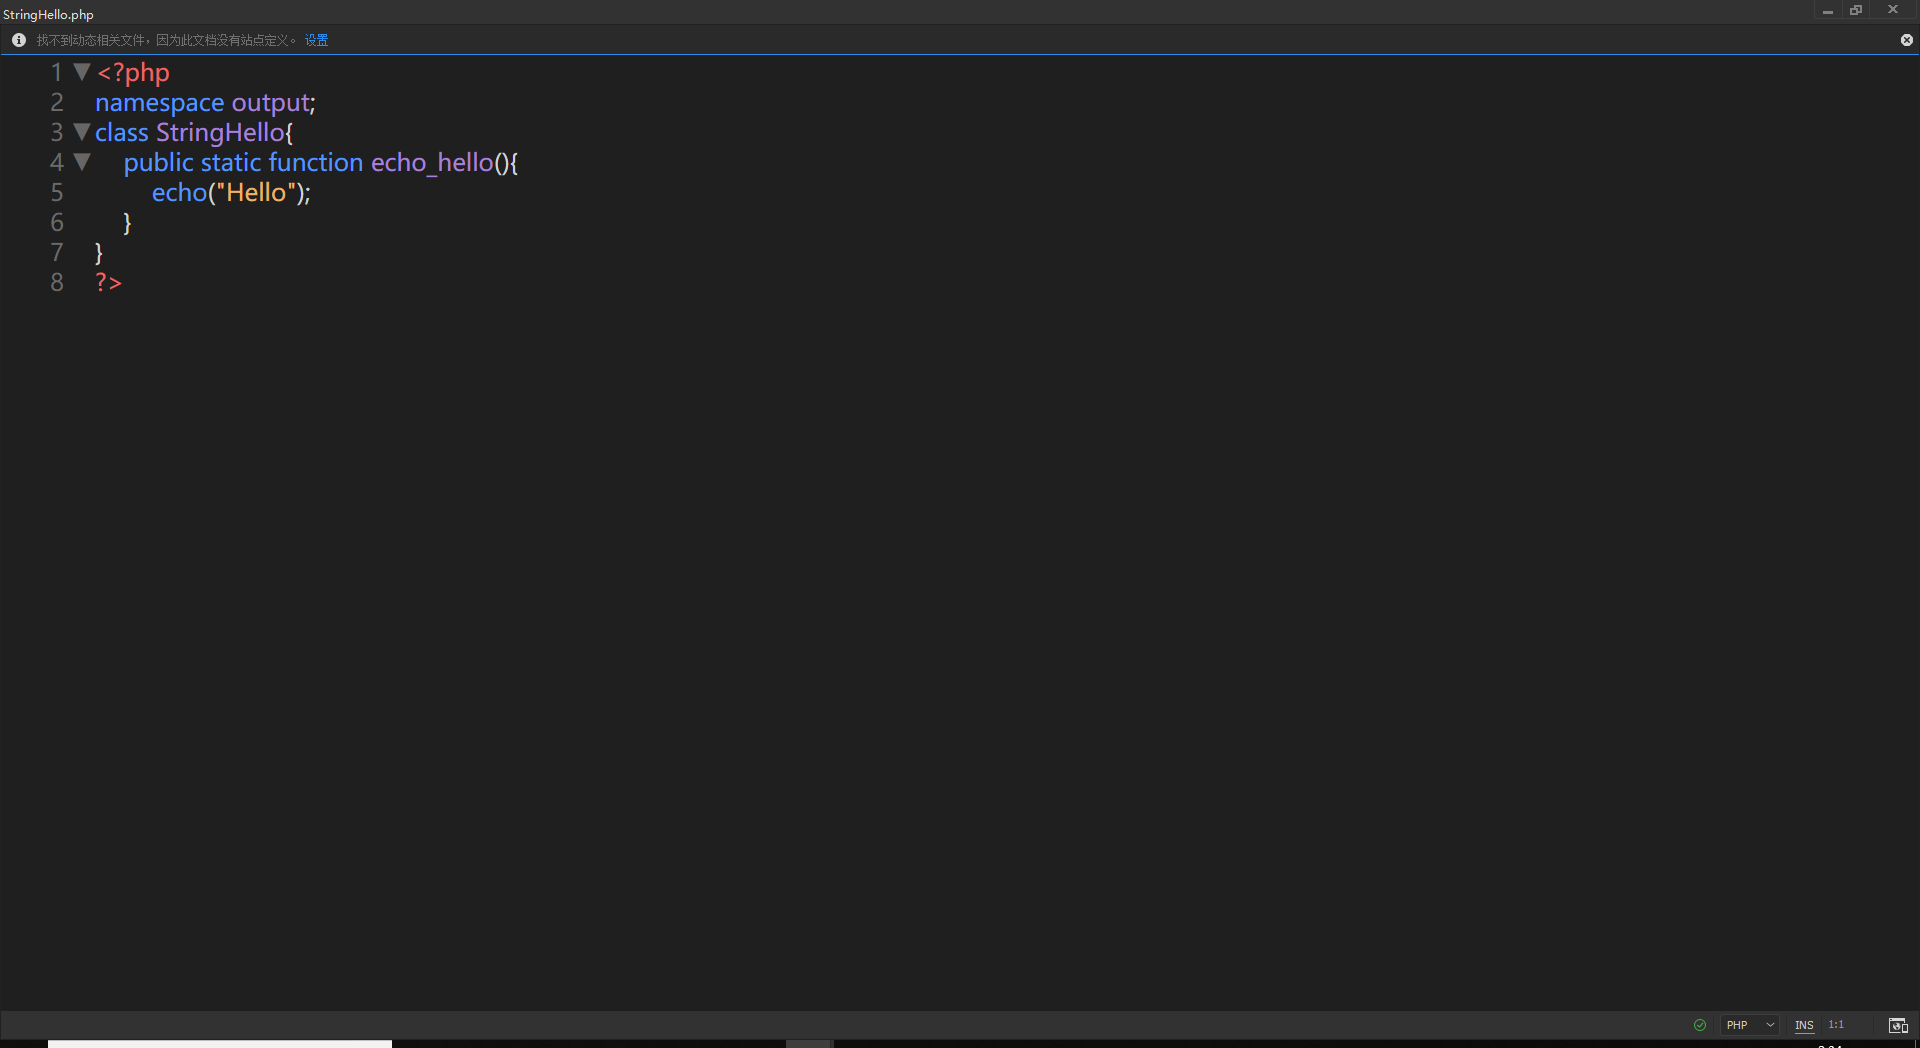 StringHello.php
找不到动态相关文件，因为此文档没有站点定义。 设置
1 ▼ <?php
2 namespace output;
3 ▼ class StringHello{
4 ▼ public static function echo_hello(){
5 echo("Hello");
6 }
7 }
8 ?>
PHP INS 1:1